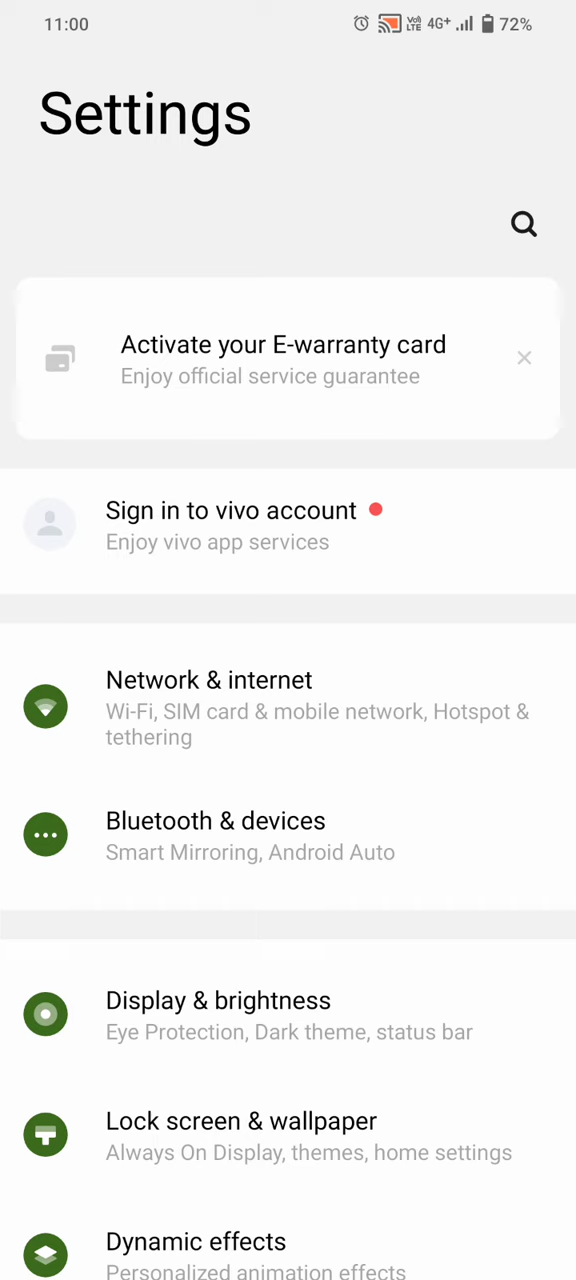 11:00
VoD LTE 4G+ 72%
Settings
Activate your E-warranty card
Enjoy official service guarantee
Sign in to vivo account
Enjoy vivo app services
Network & internet
Wi-Fi, SIM card & mobile network, Hotspot &
tethering
Bluetooth & devices
Smart Mirroring, Android Auto
Display & brightness
Eye Protection, Dark theme, status bar
Lock screen & wallpaper
Always On Display, themes, home settings
Dynamic effects
Personalized animation effects